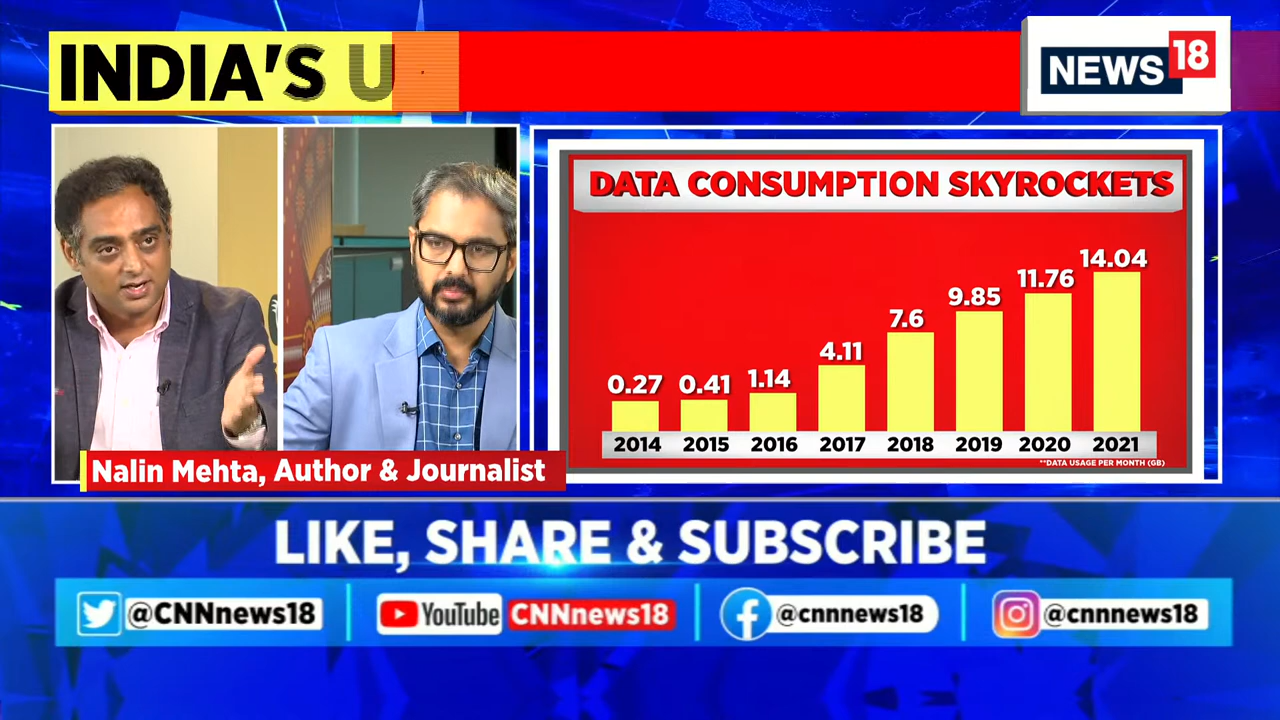 INDIA'S U
NEWS 18
DATA CONSUMPTION SKYROCKETS
0.27 0.41 1.14 4.11 7.6 9.85 11.76 14.04
2014 2015 2016 2017 2018 2019 2020 2021
**DATA USAGE PER MONTH (GB)
Nalin Mehta, Author & Journalist
LIKE, SHARE & SUBSCRIBE
@CNNnews18 YouTube CNNnews18 @cnnnews18 @cnnnews18